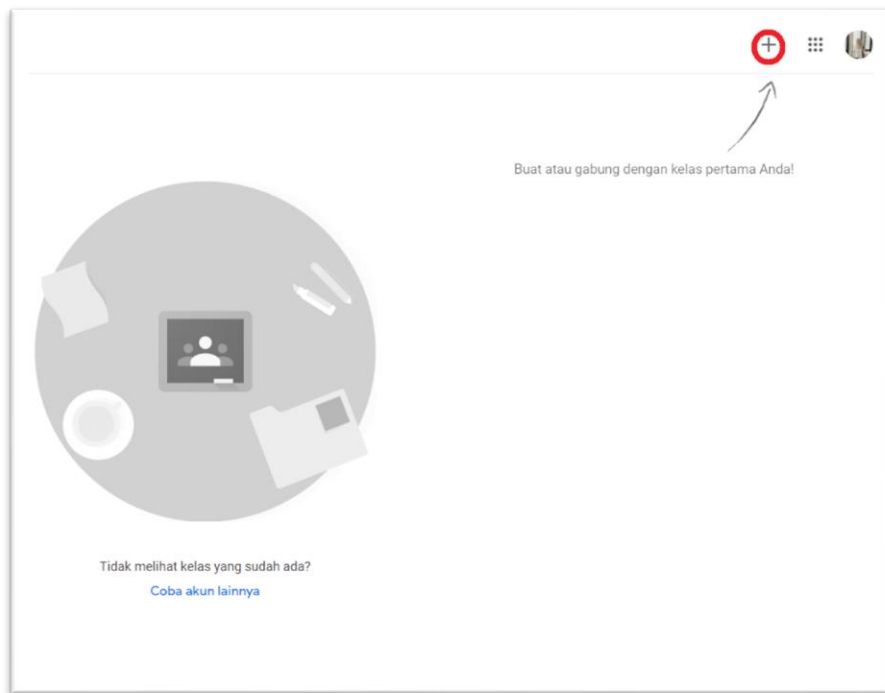 Buat atau gabung dengan kelas pertama Anda!
Tidak melihat kelas yang sudah ada?
Coba akun lainnya